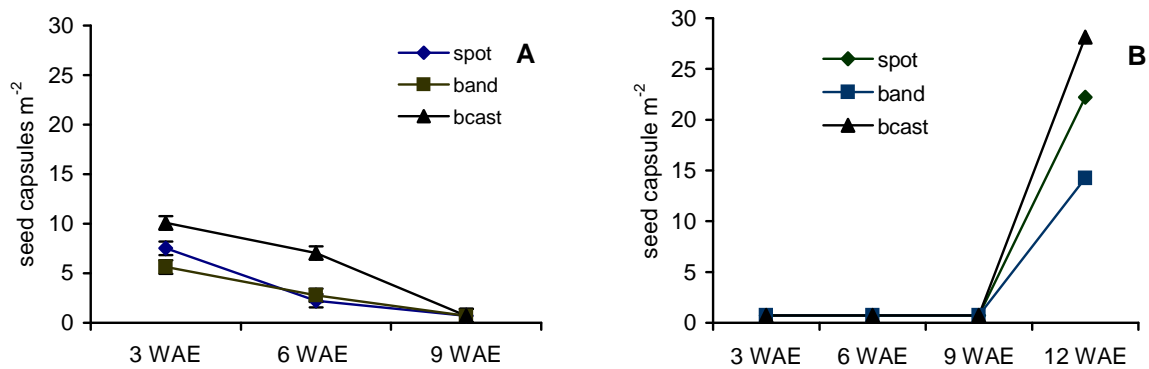 seed capsules m-2
30
25
20
15
10
5
0
3 WAE 6 WAE 9 WAE
spot
band
bcast
A
seed capsule m-2
30
25
20
15
10
5
0
3 WAE 6 WAE 9 WAE 12 WAE
spot
band
bcast
B